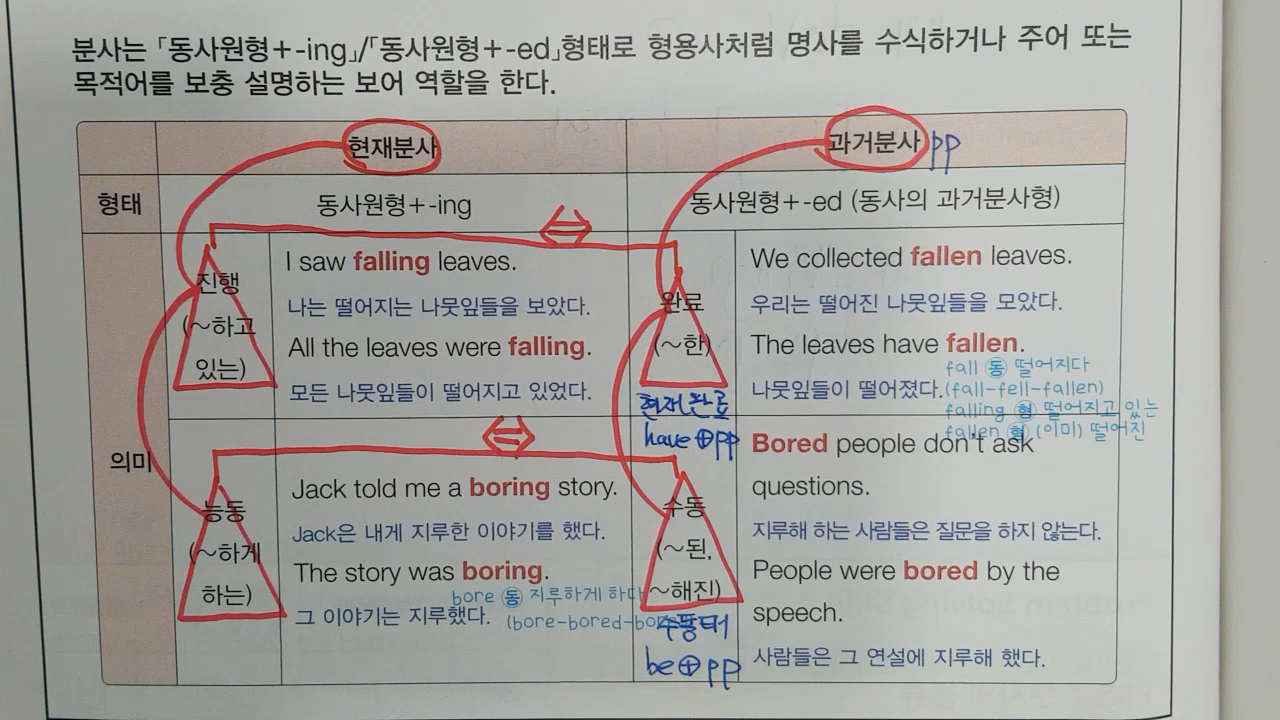 분사는 「동사원형+-ing」/「동사원형+-ed」형태로 형용사처럼 명사를 수식하거나 주어 또는
목적어를 보충 설명하는 보어 역할을 한다.
현재분사
과거분사 pp
형태
동사원형+-ing
⇔
동사원형+-ed (동사의 과거분사형)
의미
진행
(~하고
있는)
I saw falling leaves.
나는 떨어지는 나뭇잎들을 보았다.
All the leaves were falling.
모든 나뭇잎들이 떨어지고 있었다.
완료
(~한)
현재완료
have⊕pp
We collected fallen leaves.
우리는 떨어진 나뭇잎들을 모았다.
The leaves have fallen.
나뭇잎들이 떨어졌다.
fall 동 떨어지다
(fall-fell-fallen)
falling 형 떨어지고 있는
fallen 형 (이미) 떨어진
⇔
능동
(~하게
하는)
Jack told me a boring story.
Jack은 내게 지루한 이야기를 했다.
The story was boring.
그 이야기는 지루했다.
bore 동 지루하게 하다
(bore-bored-
수동
(~된,
~해진)
수동태
be⊕pp
Bored people don't ask
questions.
지루해 하는 사람들은 질문을 하지 않는다.
People were bored by the
speech.
사람들은 그 연설에 지루해 했다.